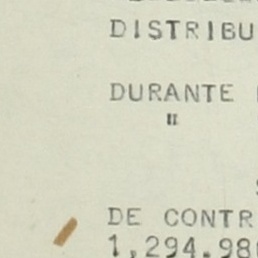 DISTRIBU
DURANTE
"
DE CONTR
1,294.98